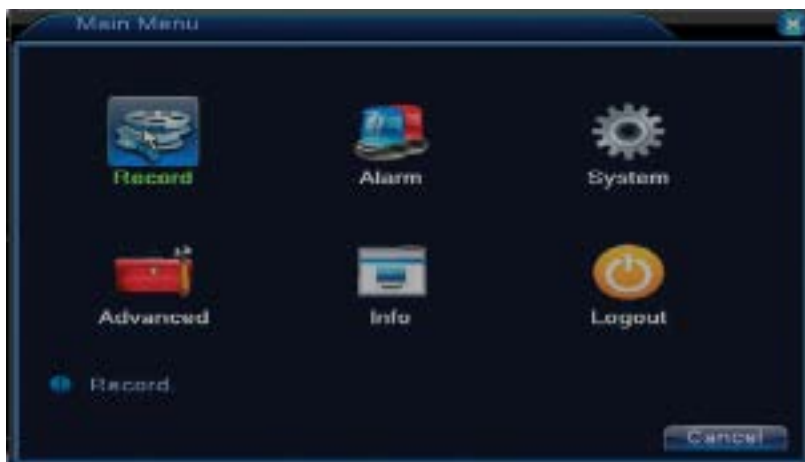 Main Menu
Record Alarm System
Advanced Info Logout
Record
Cancel